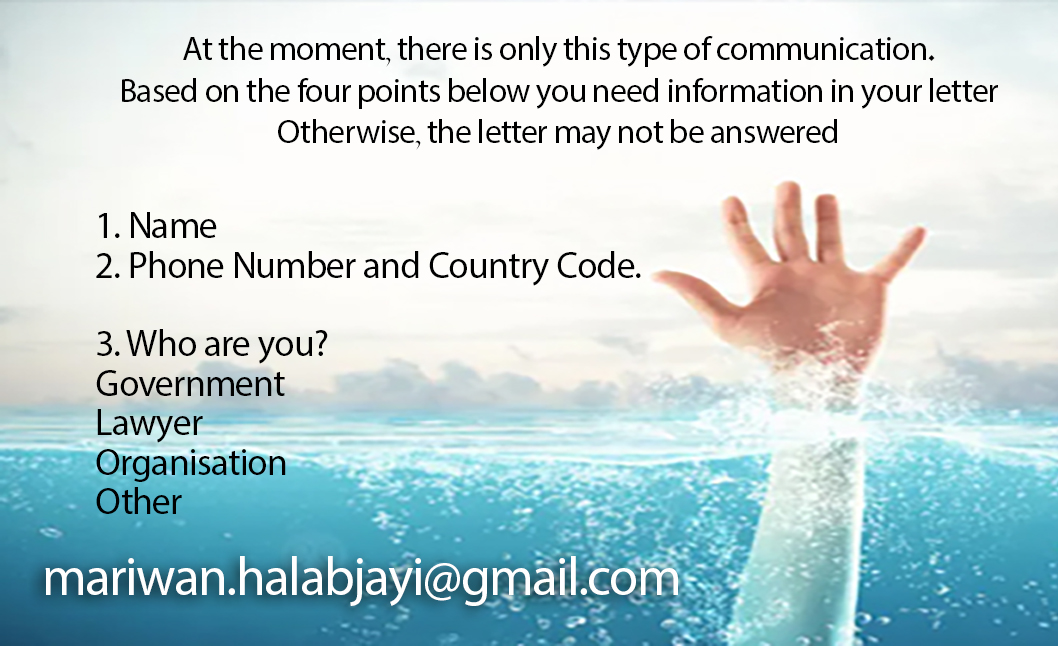 At the moment, there is only this type of communication.
Based on the four points below you need information in your letter
Otherwise, the letter may not be answered
1. Name
2. Phone Number and Country Code.
3. Who are you?
Government
Lawyer
Organisation
Other
mariwan.halabjayi@gmail.com